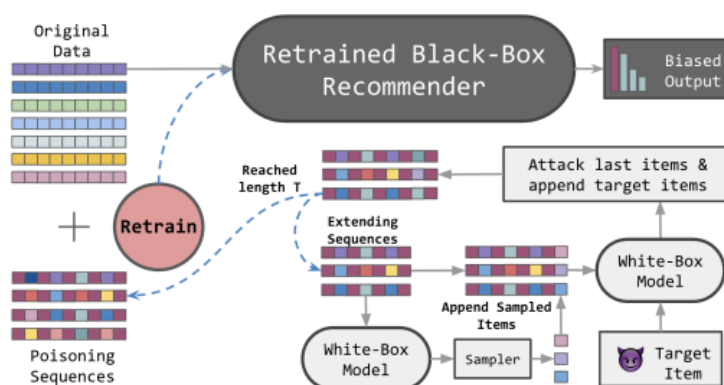 Original
Data
Retrained Black-Box
Recommender
Biased
Output
Reached
length T
Attack last items &
append target items
Retrain
Extending
Sequences
White-Box
Model
Append Sampled
Items
Poisoning
Sequences
White-Box
Model
Sampler
Target
Item